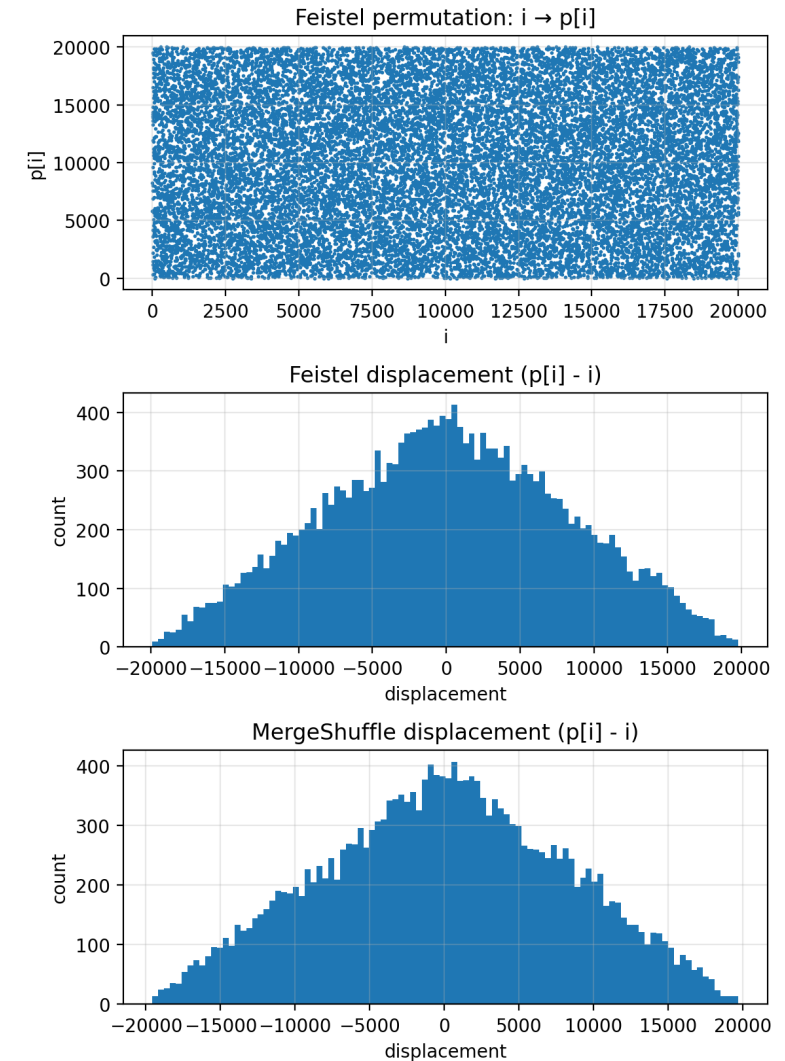 Feistel permutation: i → p[i]
20000
15000
10000
5000
0
p[i]
0 2500 5000 7500 10000 12500 15000 17500 20000
i
Feistel displacement (p[i] - i)
400
300
200
100
0
count
−20000 −15000 −10000 −5000 0 5000 10000 15000 20000
displacement
MergeShuffle displacement (p[i] - i)
400
300
200
100
0
count
−20000 −15000 −10000 −5000 0 5000 10000 15000 20000
displacement